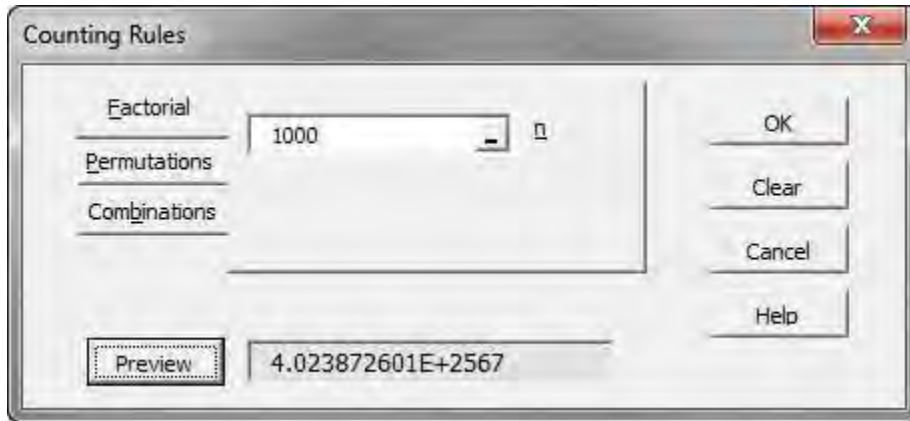 Counting Rules
Factorial
1000
n
Permutations
Combinations
OK
Clear
Cancel
Help
Preview
4.023872601E+2567